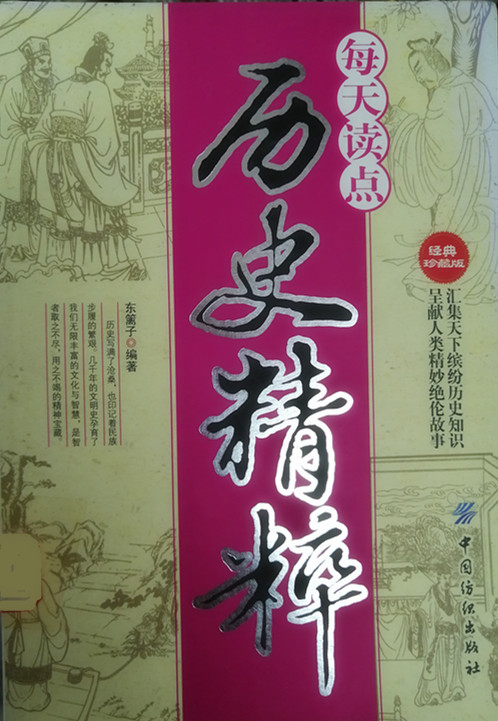 每天读点
历史精粹
经典
珍藏版
汇集天下缤纷历史知识
呈献人类精妙绝伦故事
东篱子 编著
历史写满了沧桑，也印记着民族
步履的繁艰，几千年的文明史孕育了
我们无限丰富的文化与智慧，是智
者取之不尽，用之不竭的精神宝藏。
中国纺织出版社